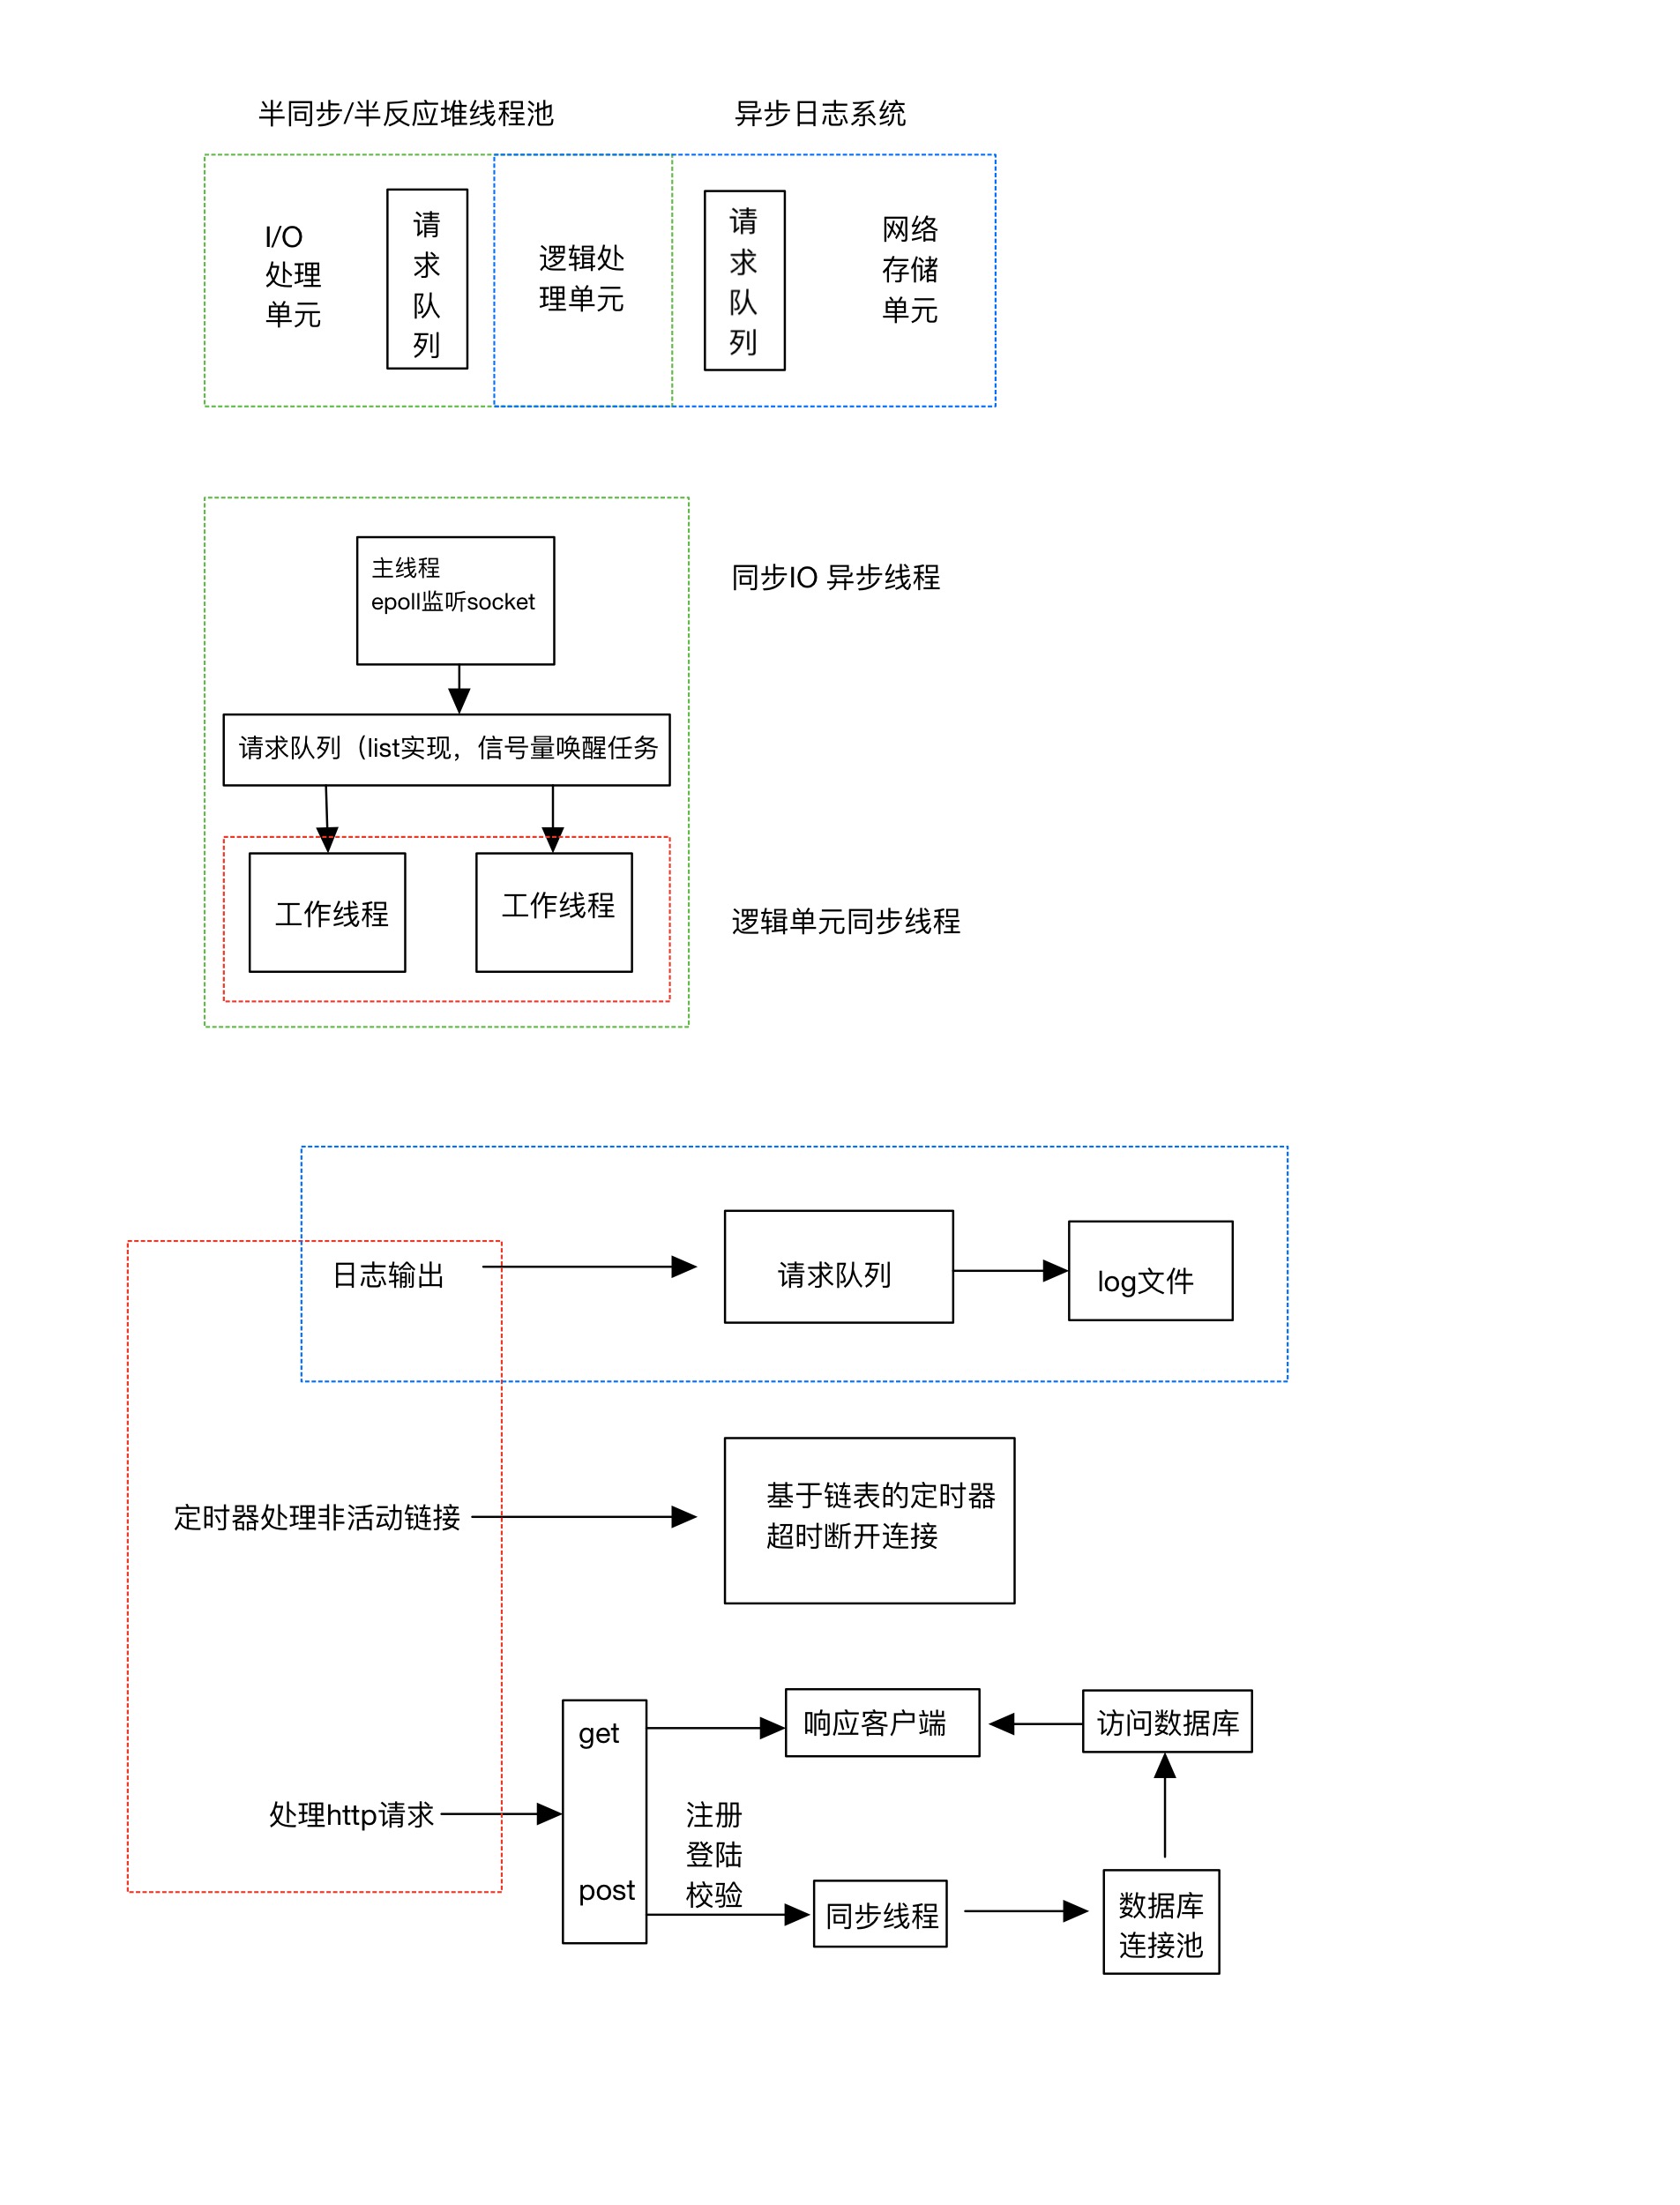 半同步/半反应堆线程池
异步日志系统
I/O
处理
单元
请
求
队
列
逻辑处
理单元
请
求
队
列
网络
存储
单元
主线程
epoll监听socket
同步IO 异步线程
请求队列（list实现，信号量唤醒任务
工作线程
工作线程
逻辑单元同步线程
日志输出
请求队列
log文件
定时器处理非活动链接
基于链表的定时器
超时断开连接
get
响应客户端
访问数据库
处理http请求
注册
登陆
校验
post
同步线程
数据库
连接池